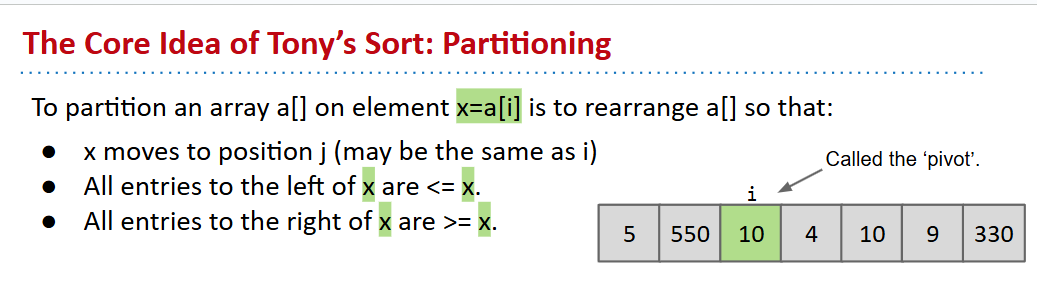 The Core Idea of Tony’s Sort: Partitioning
To partition an array a[] on element x=a[i] is to rearrange a[] so that:
● x moves to position j (may be the same as i)
● All entries to the left of x are <= x.
● All entries to the right of x are >= x.
Called the ‘pivot’.
i
5 550 10 4 10 9 330